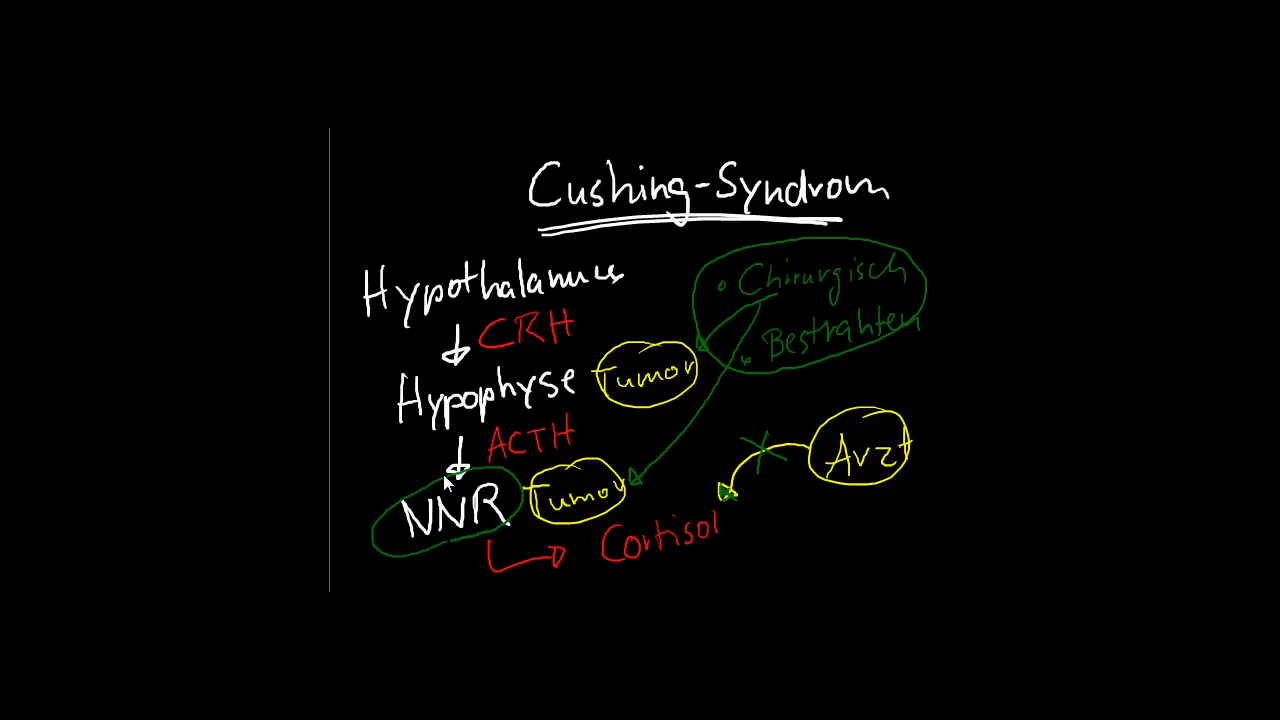 Cushing-Syndrom
Hypothalamus
CRH
Hypophyse Tumor
ACTH
NNR Tumor
Cortisol
• Chirurgisch
• Bestrahlen
Arzt